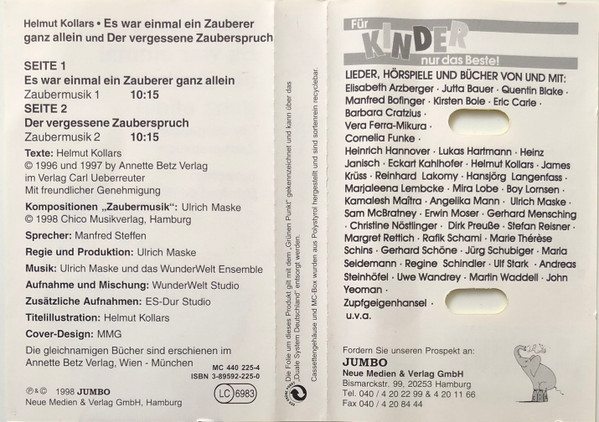 Helmut Kollars • Es war einmal ein Zauberer
ganz allein und Der vergessene Zauberspruch
SEITE 1
Es war einmal ein Zauberer ganz allein
Zaubermusik 1 10:15
SEITE 2
Der vergessene Zauberspruch
Zaubermusik 2 10:15
Texte: Helmut Kollars
© 1996 und 1997 by Annette Betz Verlag
im Verlag Carl Ueberreuter
Mit freundlicher Genehmigung
Kompositionen „Zaubermusik“: Ulrich Maske
© 1998 Chico Musikverlag, Hamburg
Sprecher: Manfred Steffen
Regie und Produktion: Ulrich Maske
Musik: Ulrich Maske und das WunderWelt Ensemble
Aufnahme und Mischung: WunderWelt Studio
Zusätzliche Aufnahmen: ES-Dur Studio
Titelillustration: Helmut Kollars
Cover-Design: MMG
Die gleichnamigen Bücher sind erschienen im
Annette Betz Verlag, Wien - München
MC 440 225-4
ISBN 3-89592-225-0
℗&© 1998 JUMBO
Neue Medien & Verlag GmbH, Hamburg
LC 6983
Die Folie um dieses Produkt gilt mit dem „Grünen Punkt“ gekennzeichnet und kann über das
„Duale System Deutschland“ entsorgt werden.
Cassettengehäuse und MC-Box wurden aus Polystyrol hergestellt und sind sortenrein recyclebar.
Für
KINDER
nur das Beste!
LIEDER, HÖRSPIELE UND BÜCHER VON UND MIT:
Elisabeth Arzberger · Jutta Bauer · Quentin Blake ·
Manfred Bofinger · Kirsten Boie · Eric Carle ·
Barbara Cratzius ·
Vera Ferra-Mikura ·
Cornelia Funke ·
Heinrich Hannover · Lukas Hartmann · Heinz
Janisch · Eckart Kahlhofer · Helmut Kollars · James
Krüss · Reinhard Lakomy · Hansjörg Langenfass ·
Marjaleena Lembcke · Mira Lobe · Boy Lornsen ·
Kamalesh Maitra · Angelika Mann · Ulrich Maske ·
Sam McBratney · Erwin Moser · Gerhard Mensching
· Christine Nöstlinger · Dirk Preuße · Stefan Reisner ·
Margret Rettich · Rafik Schami · Marie Thérèse
Schins · Gerhard Schöne · Jürg Schubiger · Maria
Seidemann · Regine Schindler · Ulf Stark · Andreas
Steinhöfel · Uwe Wandrey · Martin Waddell · John
Yeoman ·
Zupfgeigenhansel ·
u.v.a.
Fordern Sie unseren Prospekt an:
JUMBO
Neue Medien & Verlag GmbH
Bismarckstr. 99, 20253 Hamburg
Tel. 040 / 4 20 22 99 & 4 20 11 66
Fax 040 / 4 20 84 44